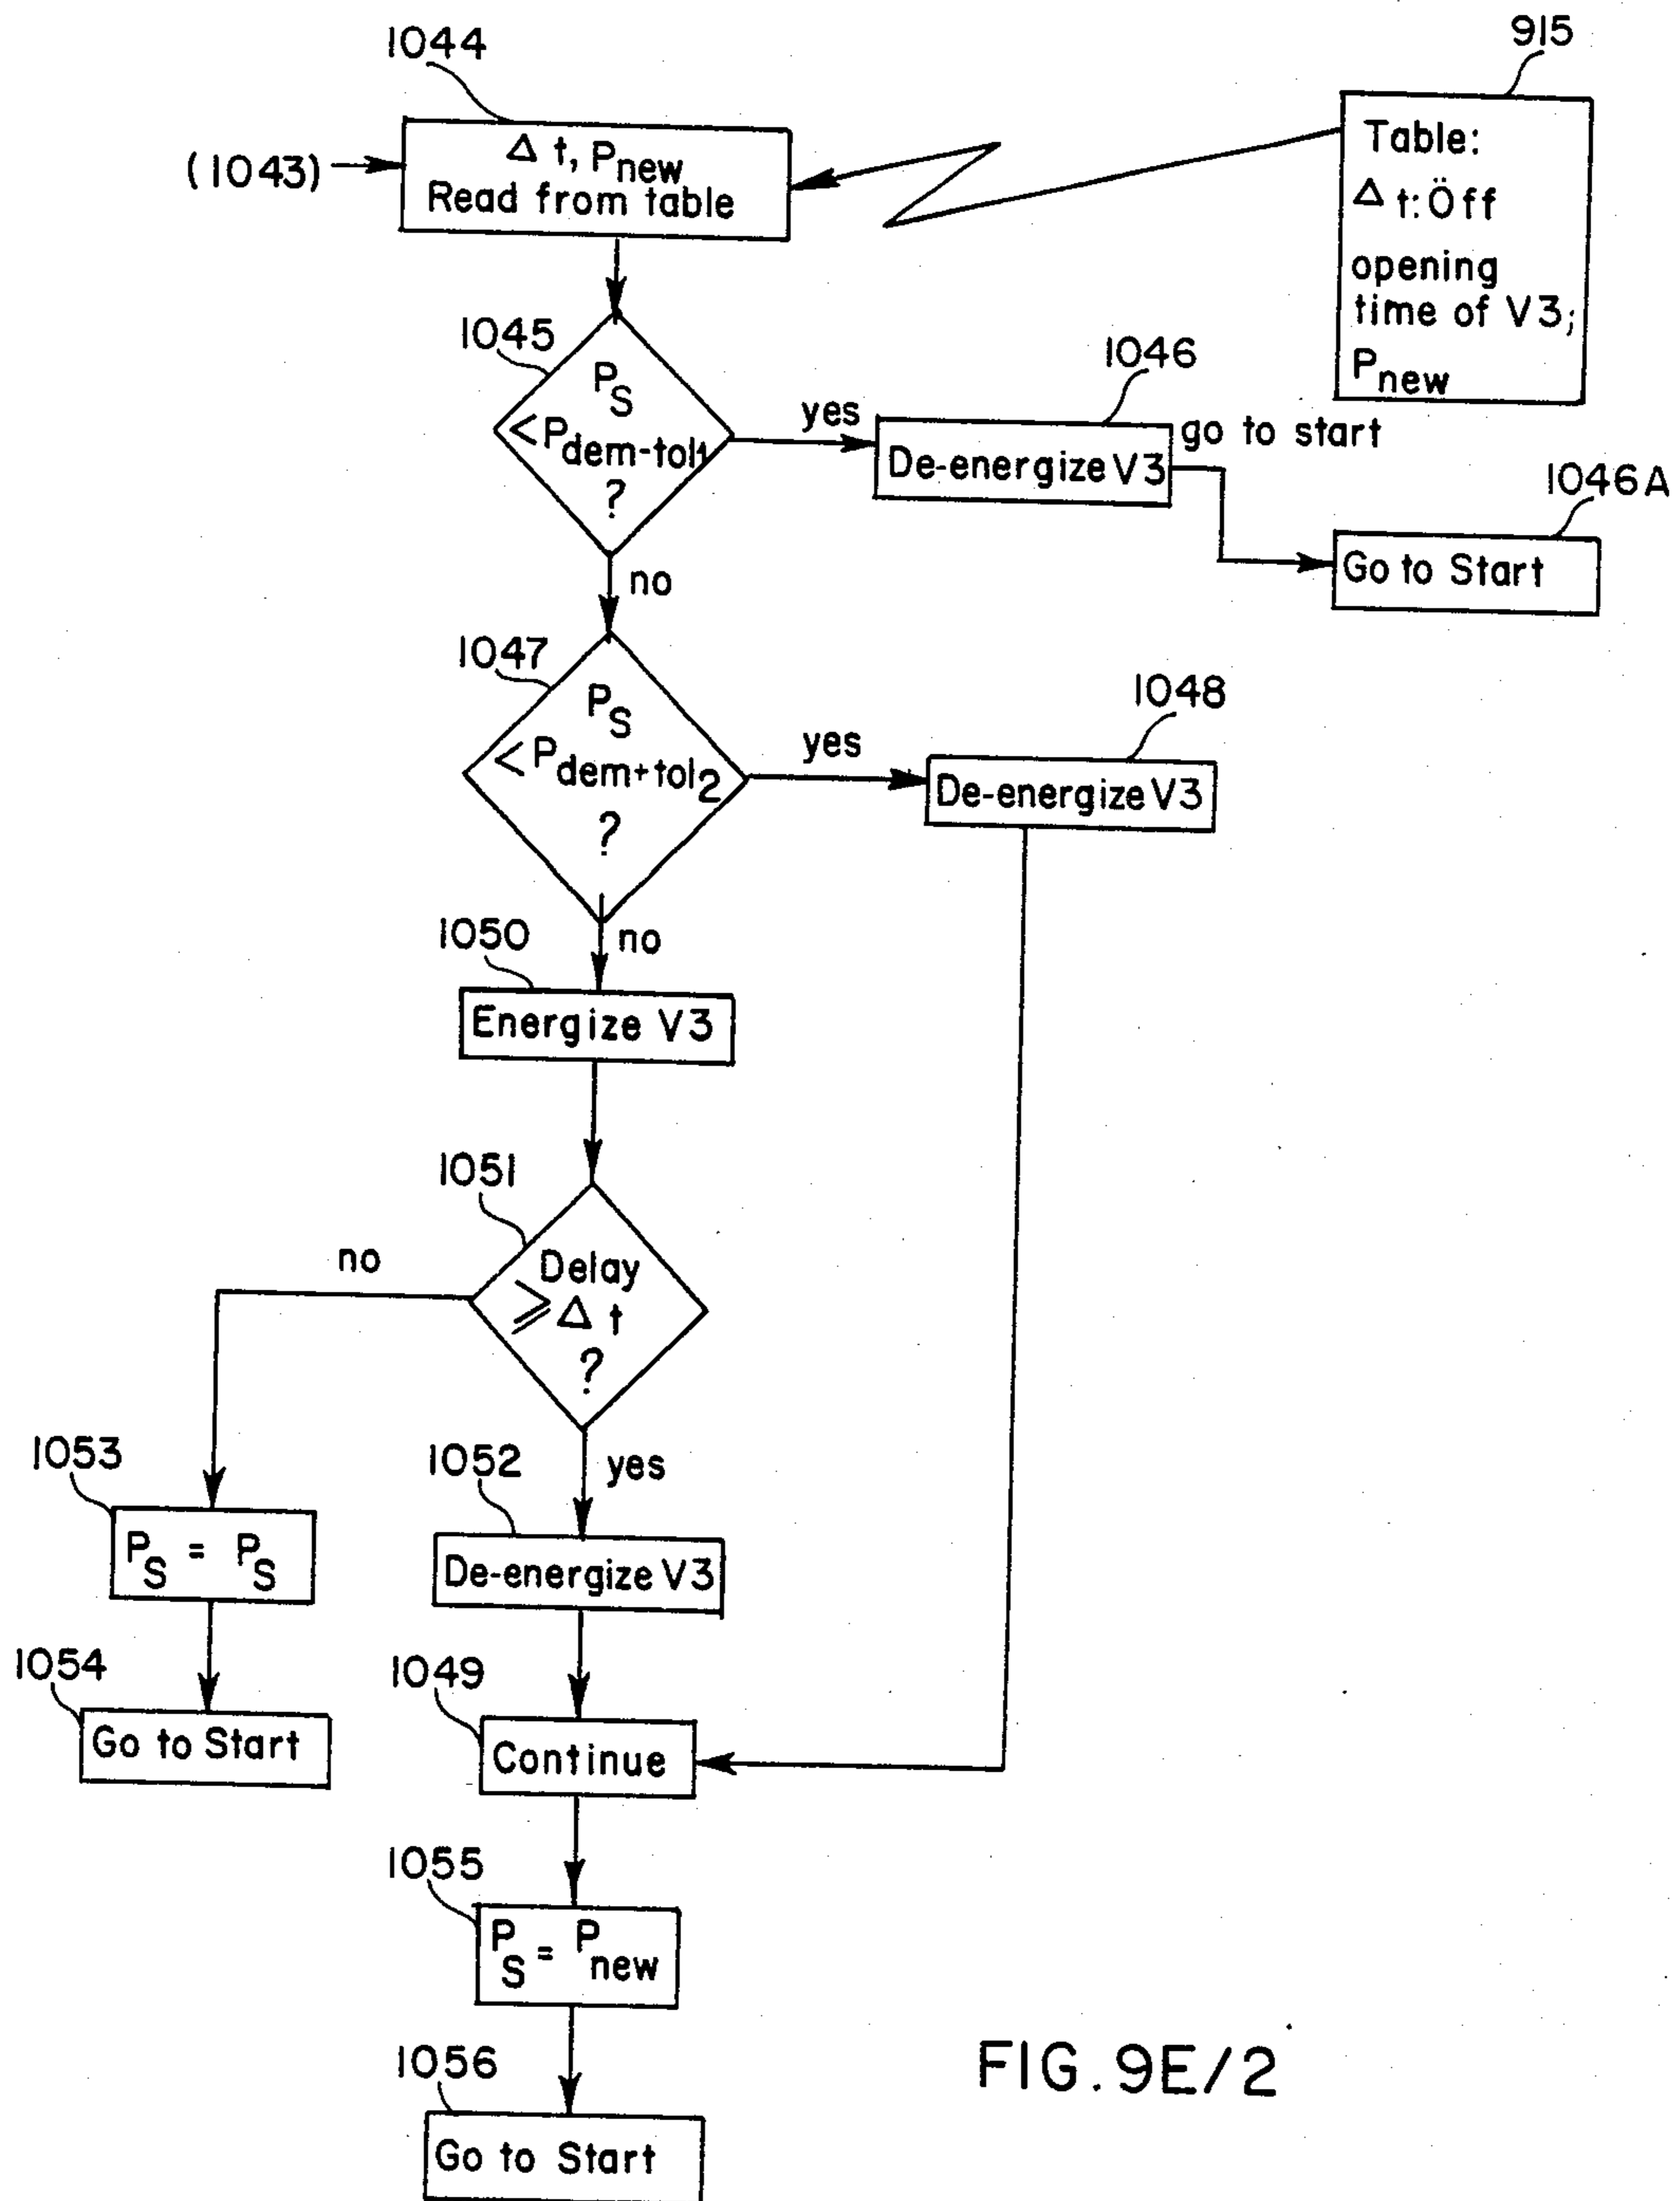 1044
915
(1043)
Δ t, Pnew
Read from table
Table:
Δ t: Öff
opening
time of V3;
Pnew
1045
PS
< Pdem-tol1
?
yes
1046
De-energize V3
go to start
1046A
Go to Start
no
1047
PS
< Pdem+tol2
?
yes
1048
De-energize V3
no
1050
Energize V3
1051
Delay
⩾ Δ t
?
no
yes
1053
PS = PS
1052
De-energize V3
1054
Go to Start
1049
Continue
1055
PS = Pnew
1056
Go to Start
FIG. 9E/2